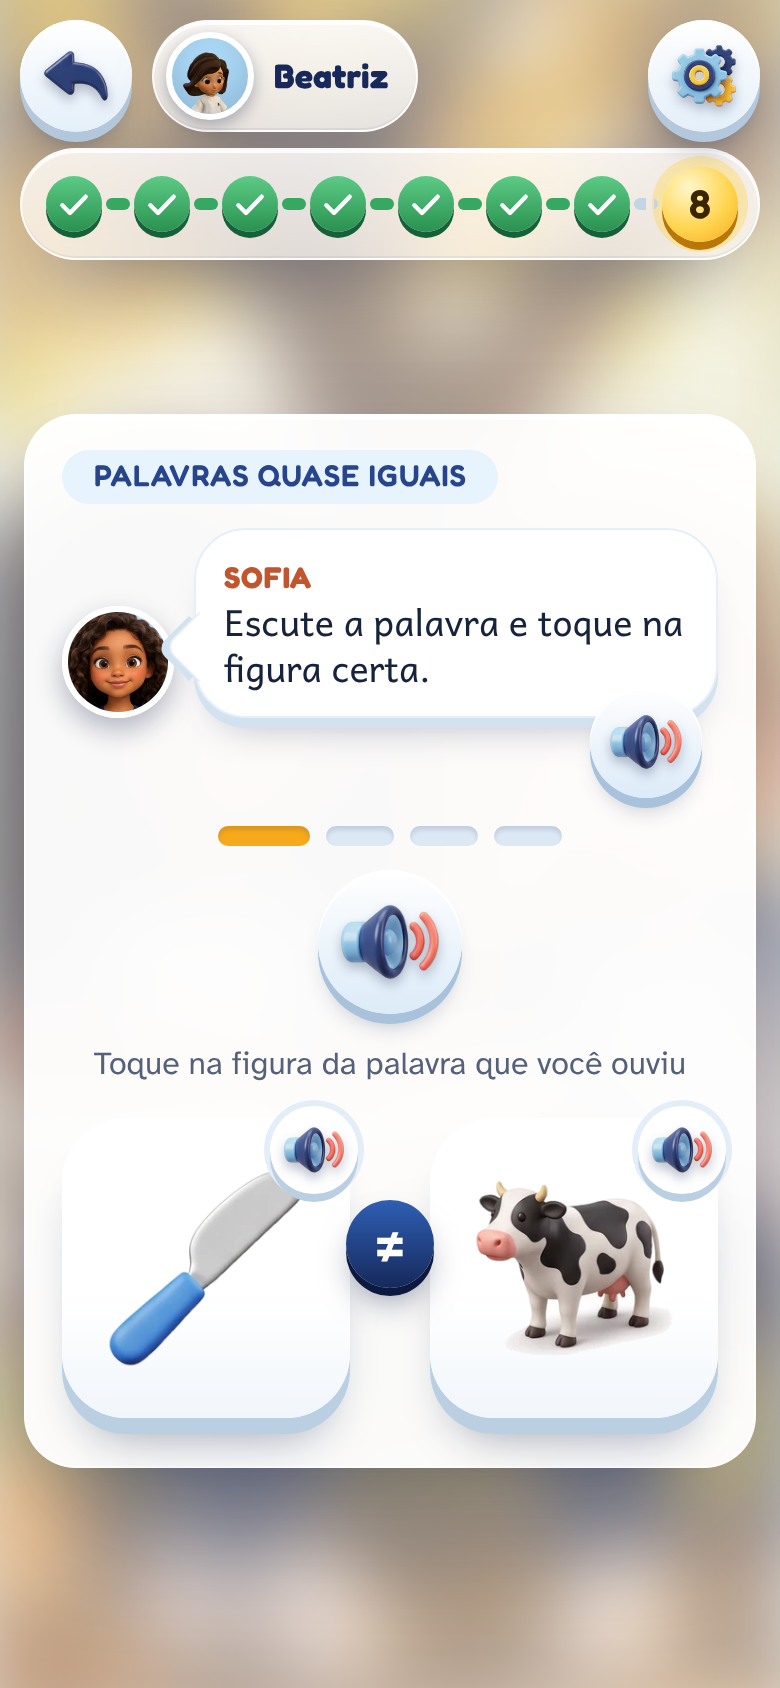 Beatriz
8
PALAVRAS QUASE IGUAIS
SOFIA
Escute a palavra e toque na
figura certa.
Toque na figura da palavra que você ouviu
≠